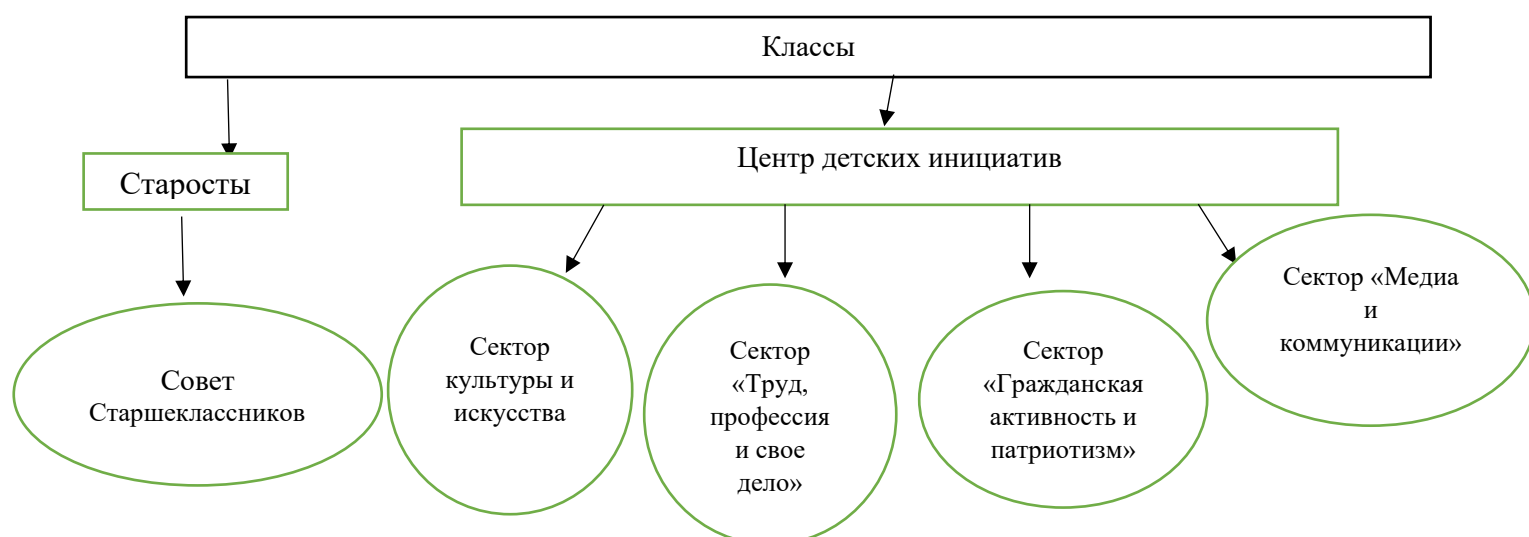 Классы
Центр детских инициатив
Старосты
Совет
Старшеклассников
Сектор
культуры и
искусства
Сектор
«Труд,
профессия
и свое
дело»
Сектор
«Гражданская
активность и
патриотизм»
Сектор «Медиа
и
коммуникации»